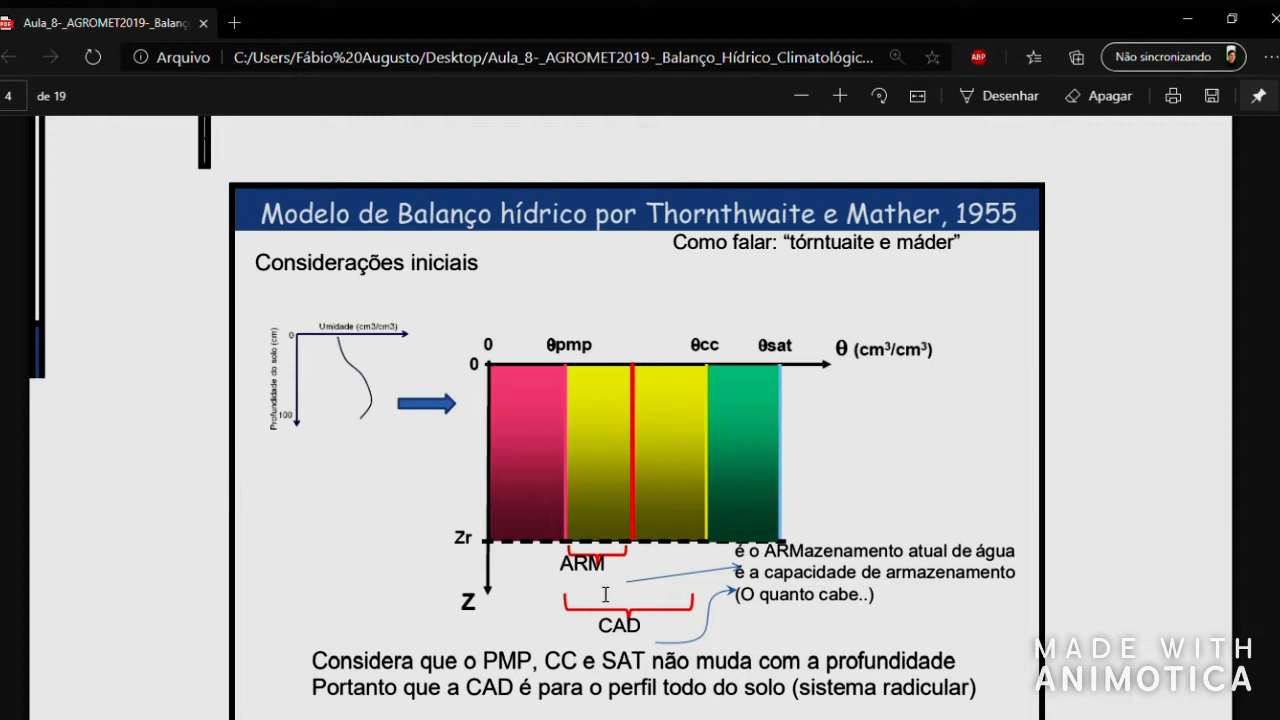 Aula_8-_AGROMET2019-_Balanç
Arquivo
C:/Users/Fábio%20Augusto/Desktop/Aula_8-_AGROMET2019-_Balanço_Hídrico_Climatológic...
ABP
Não sincronizando
4 de 19
Desenhar
Apagar
Modelo de Balanço hídrico por Thornthwaite e Mather, 1955
Como falar: “tórntuaite e máder”
Considerações iniciais
Umidade (cm3/cm3)
0
Profundidade do solo (cm)
100
0 θpmp θcc θsat θ (cm³/cm³)
0
Zr
Z
ARM
CAD
é o ARMazenamento atual de água
é a capacidade de armazenamento
(O quanto cabe..)
Considera que o PMP, CC e SAT não muda com a profundidade
Portanto que a CAD é para o perfil todo do solo (sistema radicular)
MADE WITH
ANIMOTICA